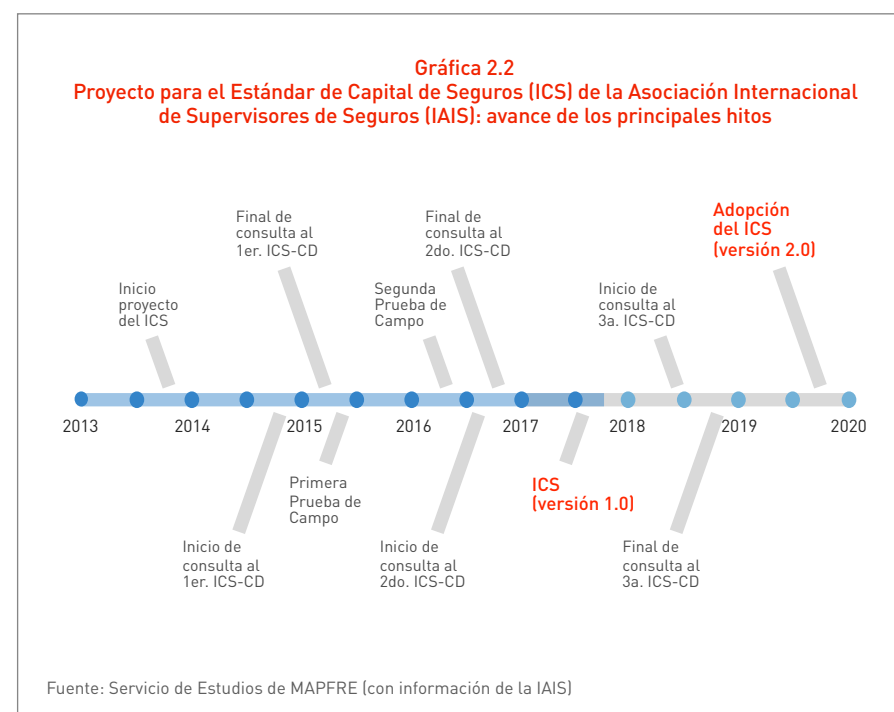 Gráfica 2.2
Proyecto para el Estándar de Capital de Seguros (ICS) de la Asociación Internacional
de Supervisores de Seguros (IAIS): avance de los principales hitos
Inicio
proyecto
del ICS
Final de
consulta al
1er. ICS-CD
Segunda
Prueba de
Campo
Final de
consulta al
2do. ICS-CD
Inicio de
consulta al
3a. ICS-CD
Adopción
del ICS
(versión 2.0)
2013
2014
2015
2016
2017
2018
2019
2020
Inicio de
consulta al
1er. ICS-CD
Primera
Prueba de
Campo
Inicio de
consulta al
2do. ICS-CD
ICS
(versión 1.0)
Final de
consulta al
3a. ICS-CD
Fuente: Servicio de Estudios de MAPFRE (con información de la IAIS)